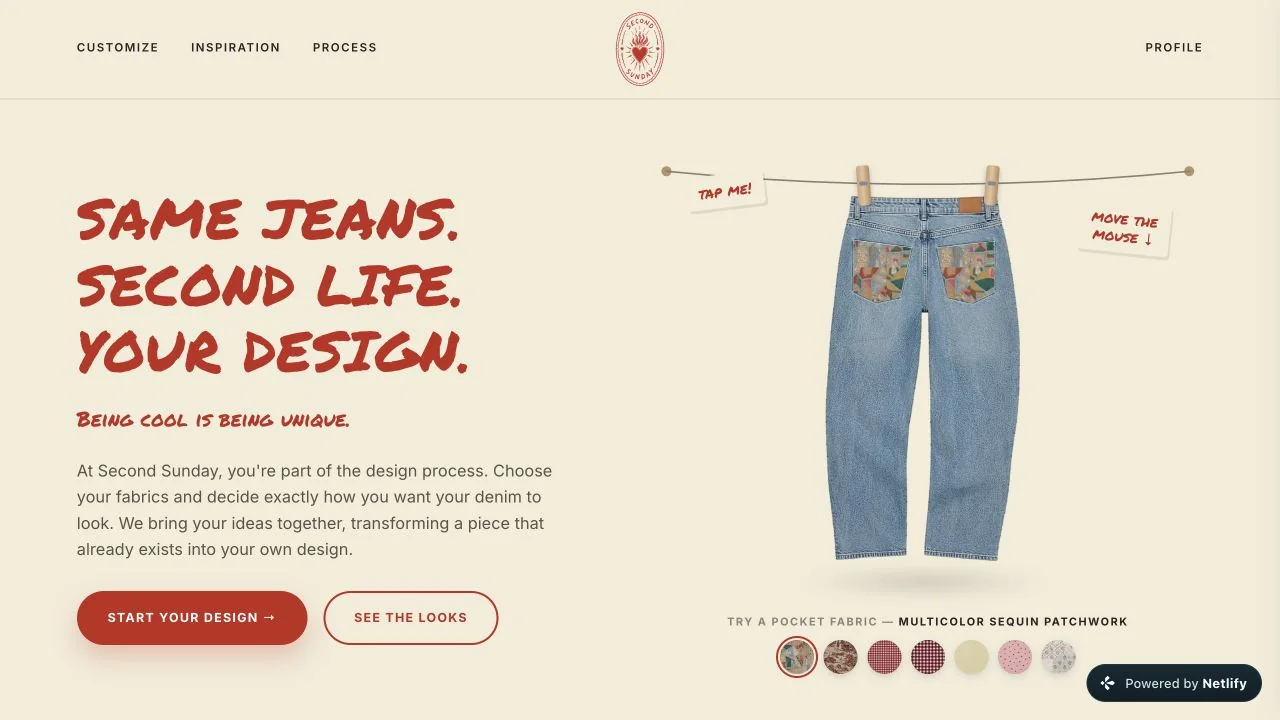 CUSTOMIZE
INSPIRATION
PROCESS
SECOND
SUNDAY
PROFILE
SAME JEANS.
SECOND LIFE.
YOUR DESIGN.
BEING COOL IS BEING UNIQUE.
At Second Sunday, you're part of the design process. Choose
your fabrics and decide exactly how you want your denim to
look. We bring your ideas together, transforming a piece that
already exists into your own design.
START YOUR DESIGN →
SEE THE LOOKS
TAP ME!
MOVE THE
MOUSE ↓
TRY A POCKET FABRIC — MULTICOLOR SEQUIN PATCHWORK
Powered by Netlify